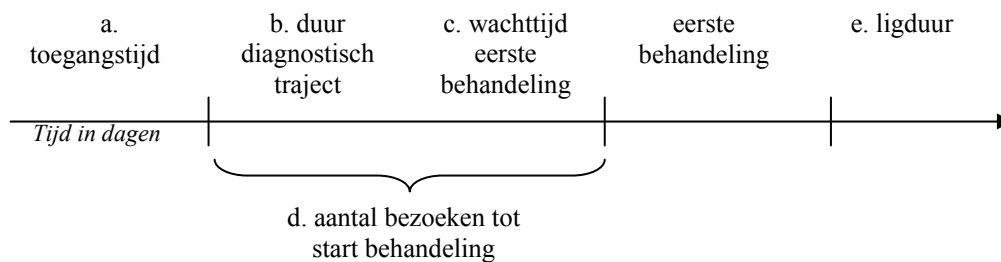 a.
toegangstijd
b. duur
diagnostisch
traject
c. wachttijd
eerste
behandeling
eerste
behandeling
e. ligduur
Tijd in dagen
d. aantal bezoeken tot
start behandeling